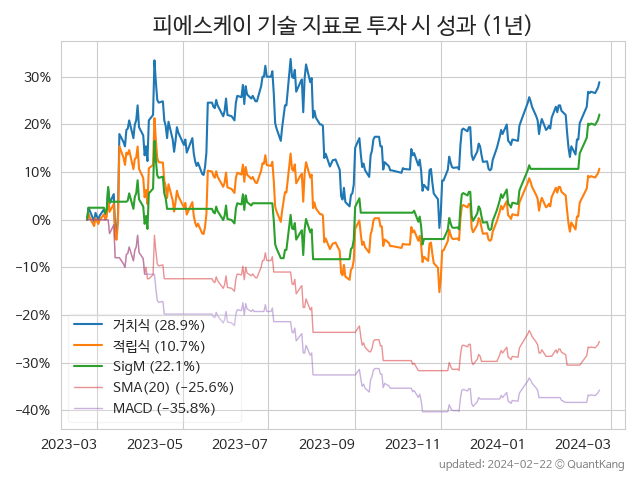 피에스케이 기술 지표로 투자 시 성과 (1년)
30%
20%
10%
0%
−10%
−20%
−30%
−40%
거치식 (28.9%)
적립식 (10.7%)
SigM (22.1%)
SMA(20) (−25.6%)
MACD (−35.8%)
2023-03
2023-05
2023-07
2023-09
2023-11
2024-01
2024-03
updated: 2024-02-22 ⓒ QuantKang